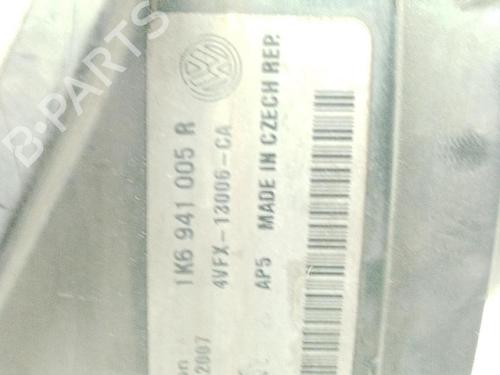 1K6 941 005 R
4VFX-13006-CA
AP5 MADE IN CZECH REP.
2007
B-PARTS